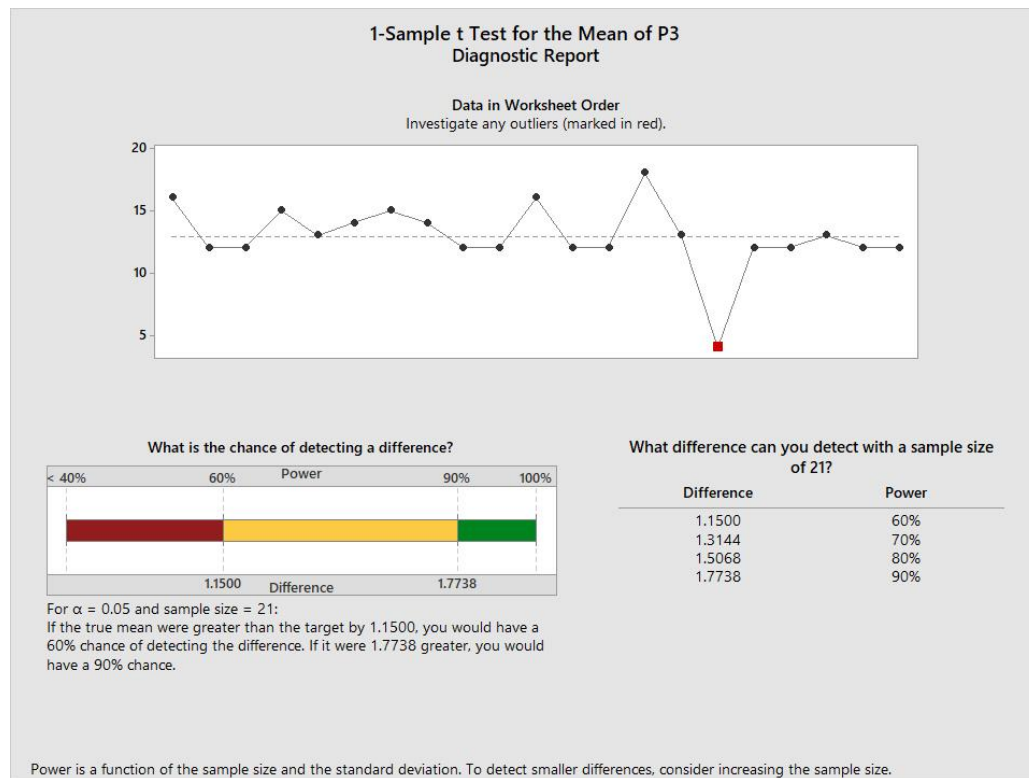 1-Sample t Test for the Mean of P3
Diagnostic Report
Data in Worksheet Order
Investigate any outliers (marked in red).
20
15
10
5
What is the chance of detecting a difference?
< 40% 60% Power 90% 100%
1.1500 Difference 1.7738
For α = 0.05 and sample size = 21:
If the true mean were greater than the target by 1.1500, you would have a
60% chance of detecting the difference. If it were 1.7738 greater, you would
have a 90% chance.
What difference can you detect with a sample size
of 21?
Difference Power
1.1500 60%
1.3144 70%
1.5068 80%
1.7738 90%
Power is a function of the sample size and the standard deviation. To detect smaller differences, consider increasing the sample size.